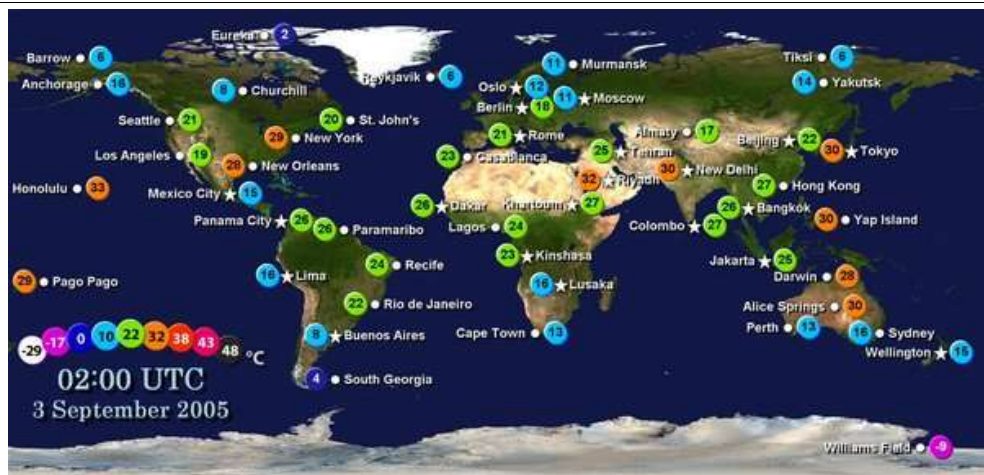 Eureka 2
Barrow 6
Tiksi 6
11 Murmansk
Reykjavik 6
Anchorage 16
8 Churchill
14 Yakutsk
Oslo 12
11 Moscow
Berlin 18
Seattle 21
20 St. John's
29 New York
21 Rome
Almaty 17
Beijing 22
30 Tokyo
Los Angeles 19
28 New Orleans
23 Casablanca
25 Tehran
30 New Delhi
Honolulu 33
Mexico City 15
32 Riyadh
27 Hong Kong
26 Dakar
Khartoum 27
26 Bangkok
Panama City 26
26 Paramaribo
Lagos 24
Colombo 27
30 Yap Island
23 Kinshasa
Jakarta 25
24 Recife
16 Lima
16 Lusaka
Darwin 28
29 Pago Pago
22 Rio de Janeiro
Alice Springs 30
8 Buenos Aires
Cape Town 13
Perth 13
16 Sydney
-29 -17 0 10 22 32 38 43 48 °C
Wellington 15
02:00 UTC
4 South Georgia
3 September 2005
Williams Field -9